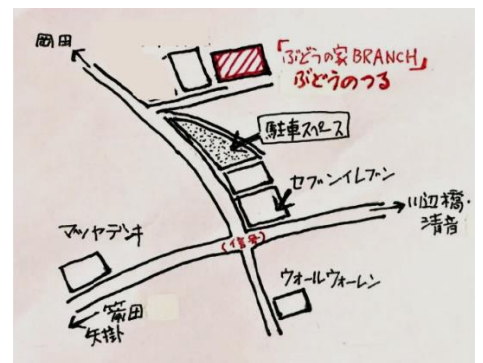 岡田
「ぶどうの家BRANCH」
ぶどうのつる
駐車スペース
セブンイレブン
川辺橋・
清音
マツヤデンキ
(信号)
ウォールウォーレン
箭田
矢掛